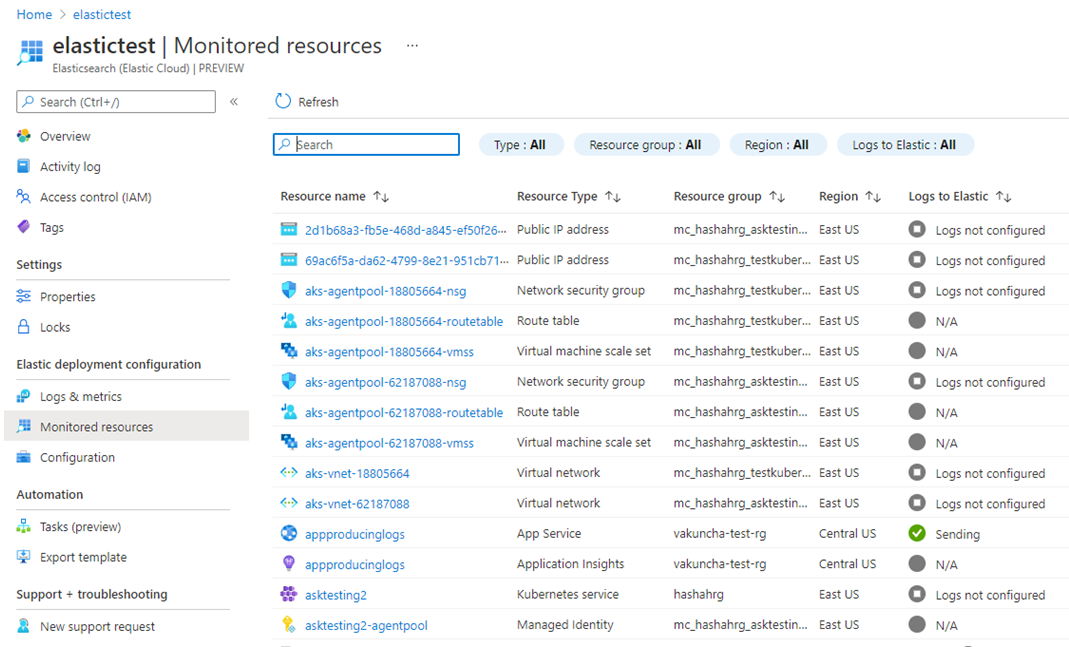 Home > elastictest
elastictest | Monitored resources ...
Elasticsearch (Elastic Cloud) | PREVIEW
Search (Ctrl+/) «
Overview
Activity log
Access control (IAM)
Tags
Settings
Properties
Locks
Elastic deployment configuration
Logs & metrics
Monitored resources
Configuration
Automation
Tasks (preview)
Export template
Support + troubleshooting
New support request
Refresh
Search Type : All Resource group : All Region : All Logs to Elastic : All
Resource name ↑↓ Resource Type ↑↓ Resource group ↑↓ Region ↑↓ Logs to Elastic ↑↓
2d1b68a3-fb5e-468d-a845-ef50f26... Public IP address mc_hashahrg_asktestin... East US Logs not configured
69ac6f5a-da62-4799-8e21-951cb71... Public IP address mc_hashahrg_testkuber... East US Logs not configured
aks-agentpool-18805664-nsg Network security group mc_hashahrg_testkuber... East US Logs not configured
aks-agentpool-18805664-routetable Route table mc_hashahrg_testkuber... East US N/A
aks-agentpool-18805664-vmss Virtual machine scale set mc_hashahrg_testkuber... East US N/A
aks-agentpool-62187088-nsg Network security group mc_hashahrg_asktestin... East US Logs not configured
aks-agentpool-62187088-routetable Route table mc_hashahrg_asktestin... East US N/A
aks-agentpool-62187088-vmss Virtual machine scale set mc_hashahrg_asktestin... East US N/A
aks-vnet-18805664 Virtual network mc_hashahrg_testkuber... East US Logs not configured
aks-vnet-62187088 Virtual network mc_hashahrg_asktestin... East US Logs not configured
appproducinglogs App Service vakuncha-test-rg Central US Sending
appproducinglogs Application Insights vakuncha-test-rg Central US N/A
asktesting2 Kubernetes service hashahrg East US Logs not configured
asktesting2-agentpool Managed Identity mc_hashahrg_asktestin... East US N/A